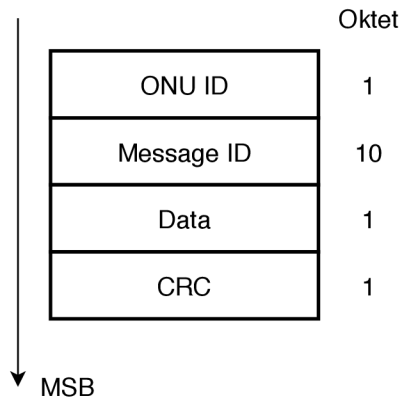 Oktet
ONU ID 1
Message ID 10
Data 1
CRC 1
MSB